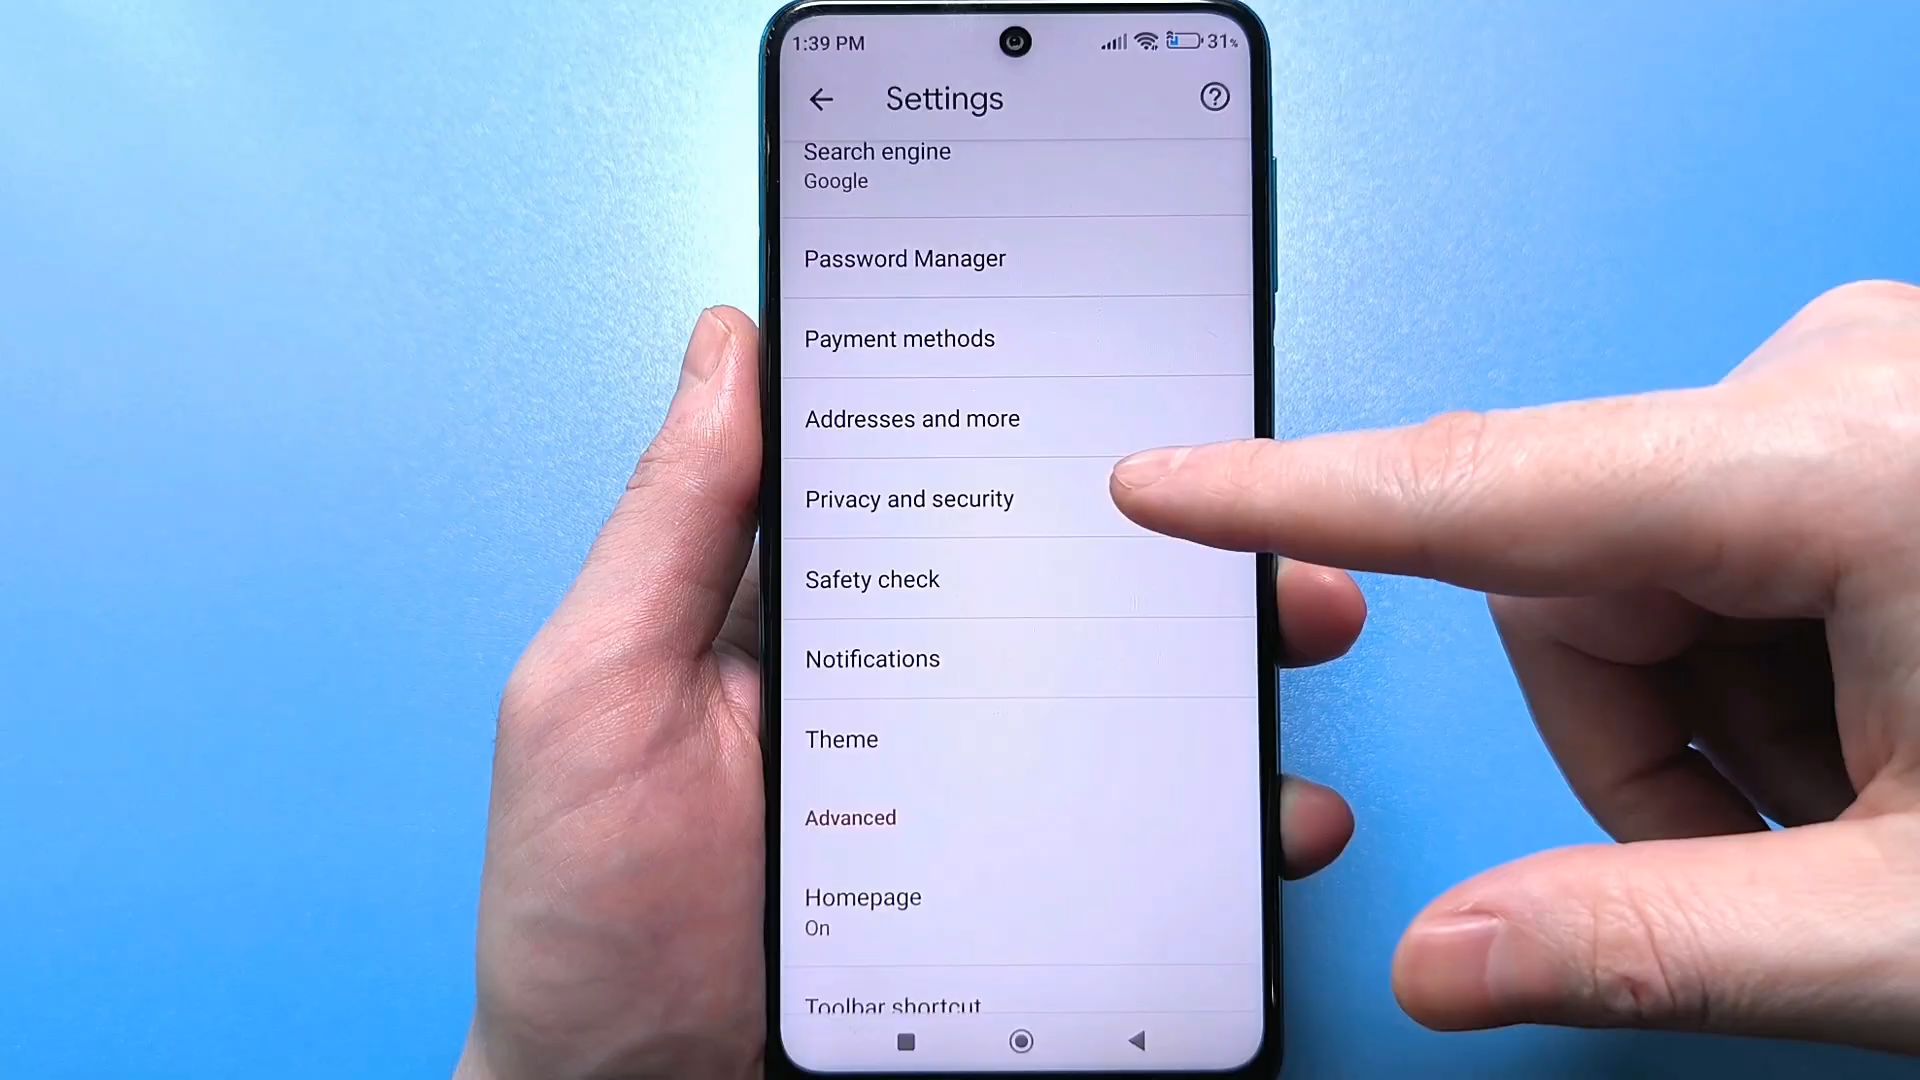 1:39 PM
31%
Settings
Search engine
Google
Password Manager
Payment methods
Addresses and more
Privacy and security
Safety check
Notifications
Theme
Advanced
Homepage
On
Toolbar shortcut